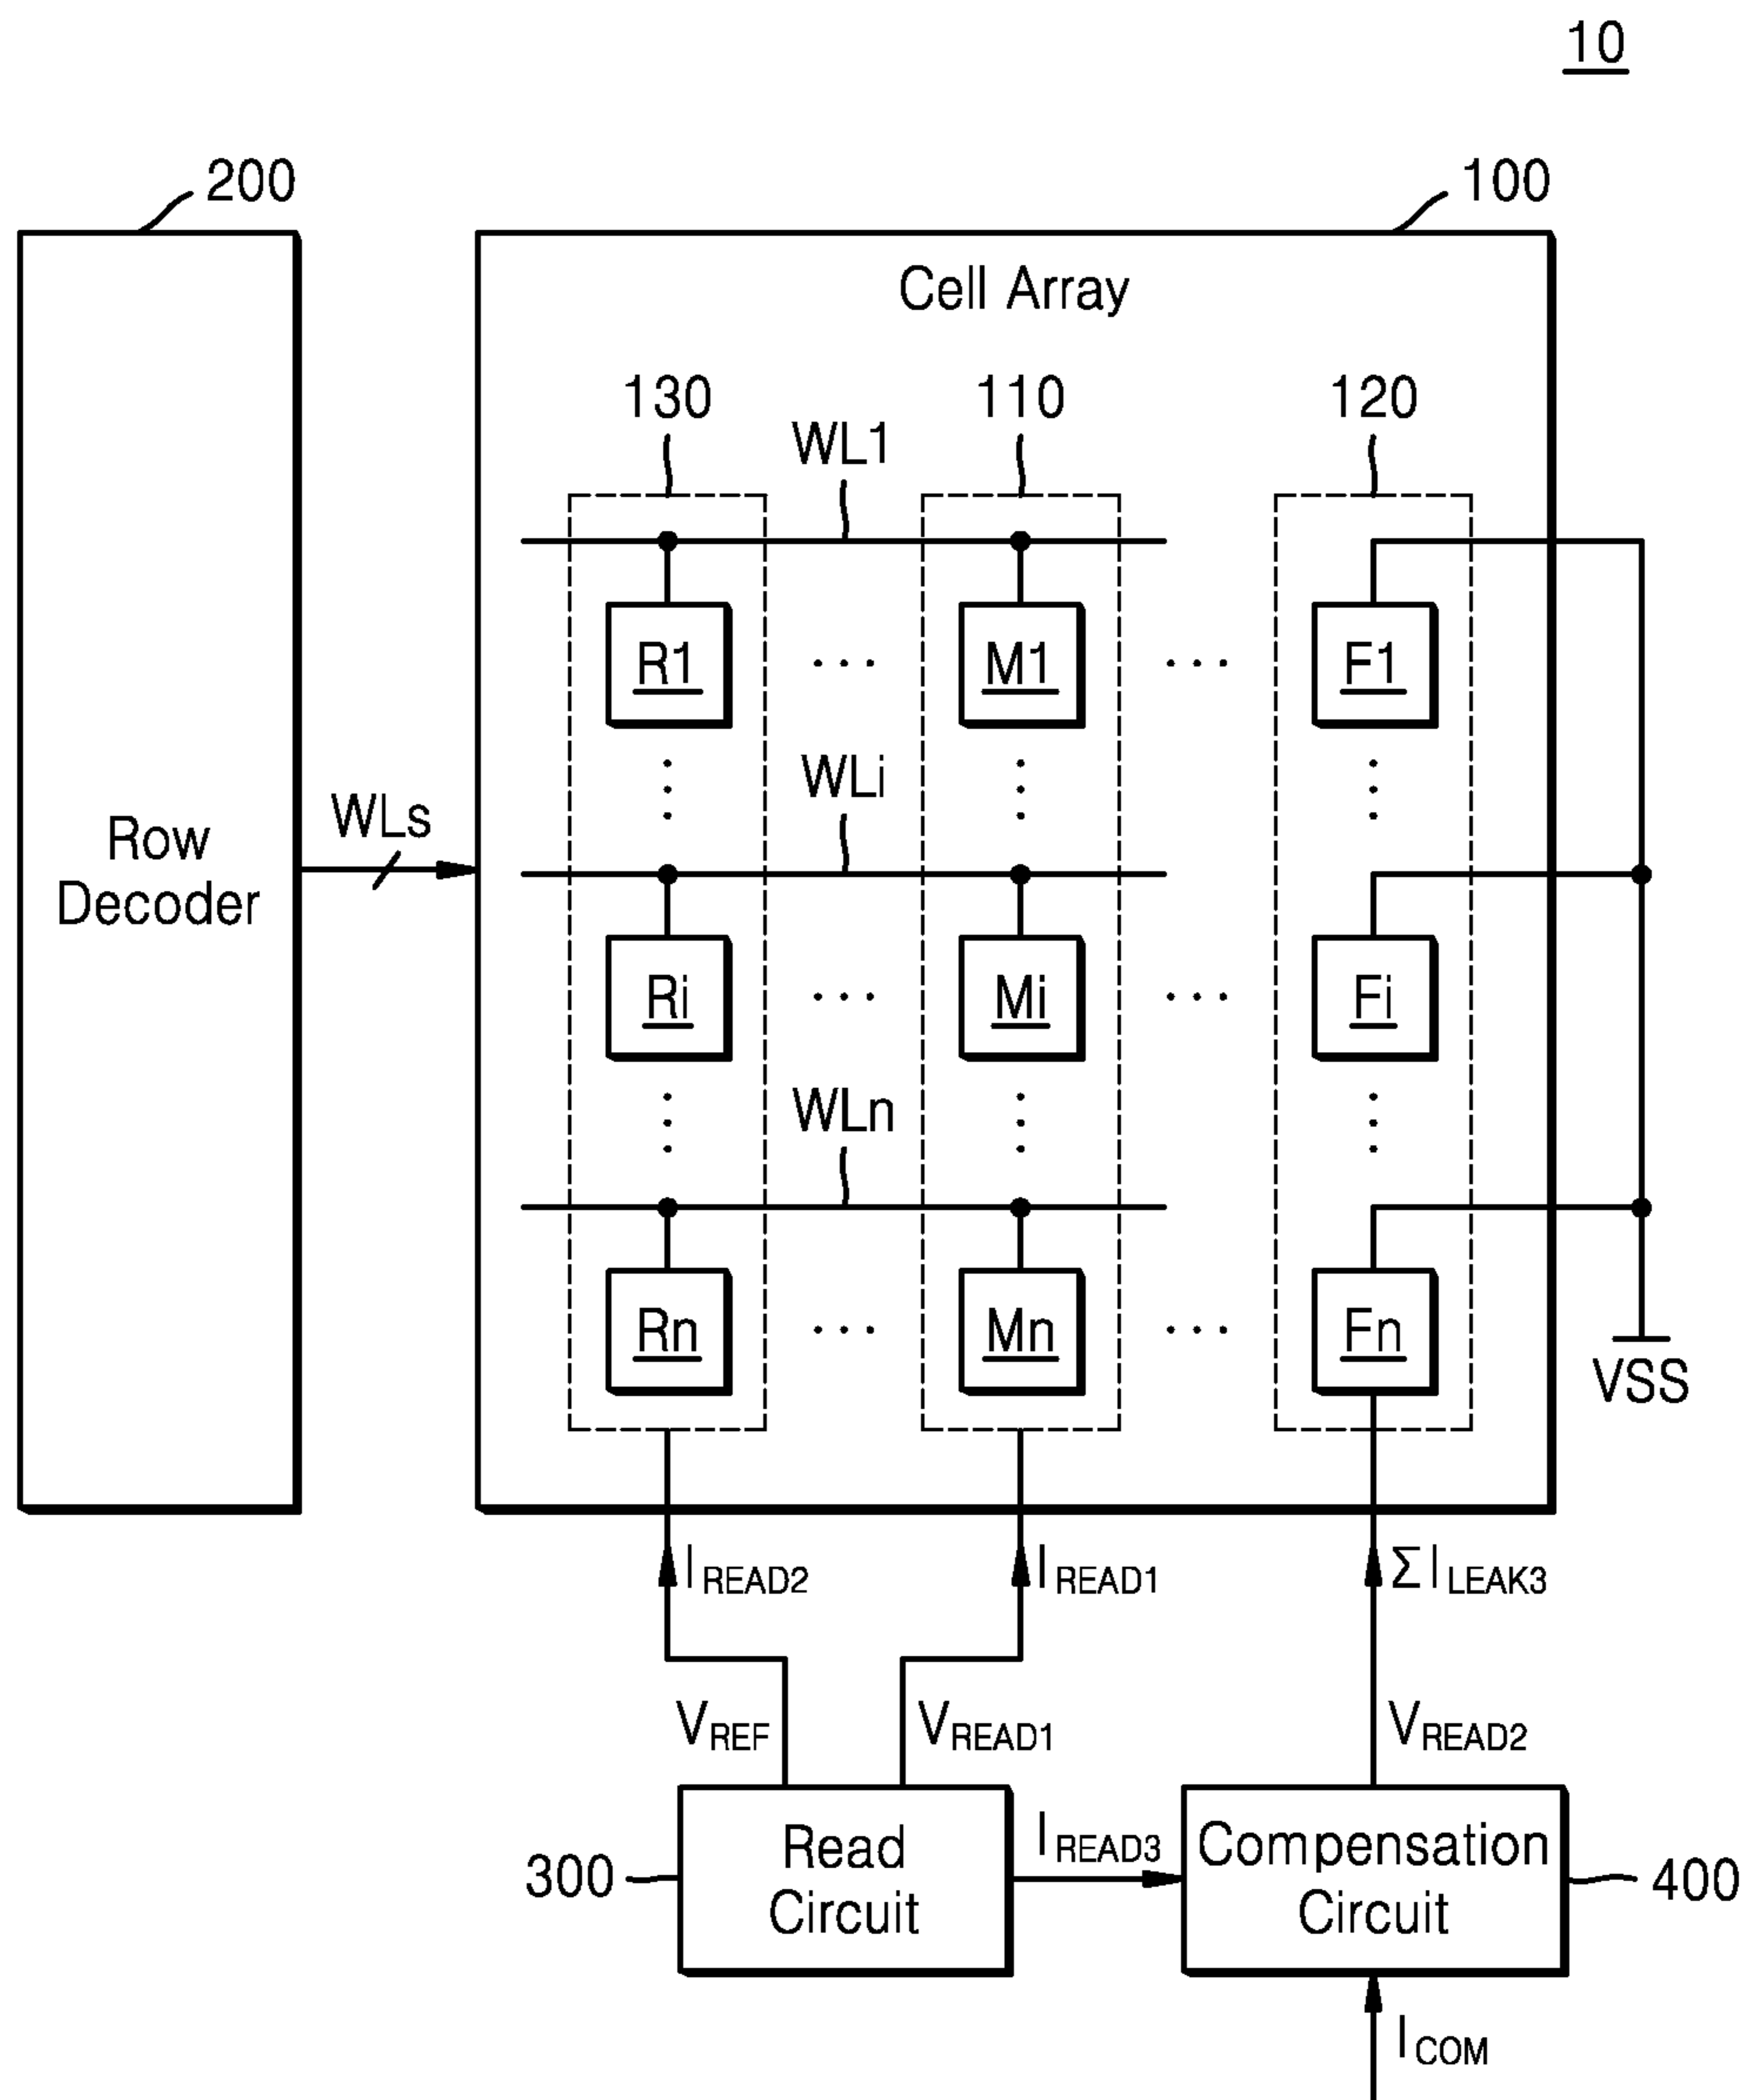 10
200
100
Cell Array
130
110
120
WL1
R1
...
M1
...
F1
WLi
WLs
Row
Decoder
Ri
...
Mi
...
Fi
WLn
Rn
...
Mn
...
Fn
VSS
IREAD2
IREAD1
ΣILEAK3
VREF
VREAD1
VREAD2
Read
Circuit
IREAD3
Compensation
Circuit
300
400
ICOM